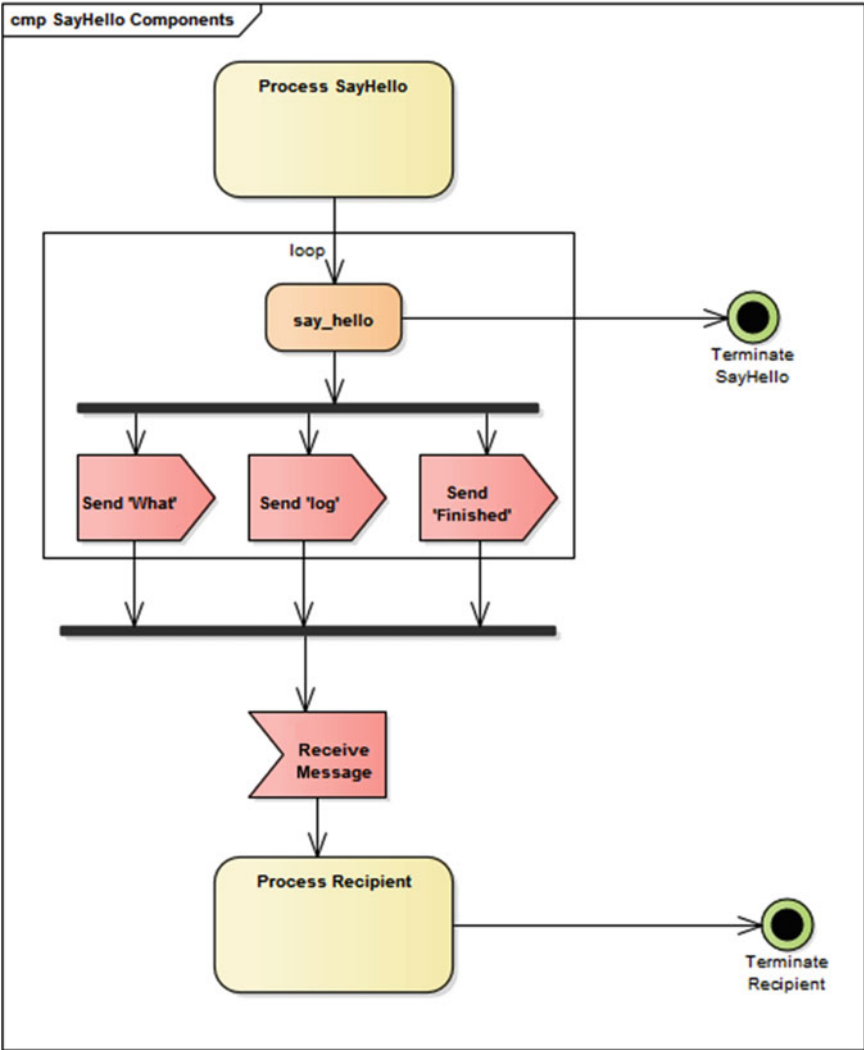 cmp SayHello Components
Process SayHello
loop
say_hello
Terminate
SayHello
Send 'What'
Send 'log'
Send
'Finished'
Receive
Message
Process Recipient
Terminate
Recipient